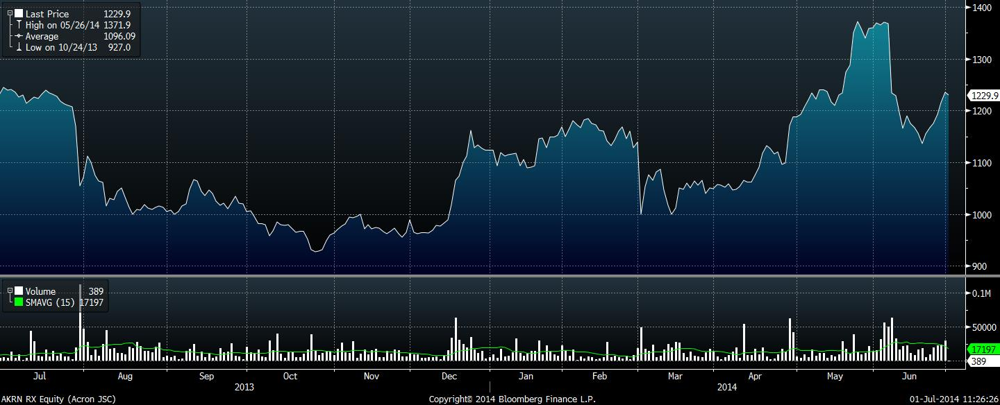 Last Price 1229.9
High on 05/26/14 1371.9
Average 1096.09
Low on 10/24/13 927.0
1400
1300
1229.9
1200
1100
1000
900
Volume 389
SMAVG (15) 17197
0.1M
50000
17197
389
Jul Aug Sep Oct Nov Dec Jan Feb Mar Apr May Jun
2013 2014
AKRN RX Equity (Acron JSC) Copyright© 2014 Bloomberg Finance L.P. 01-Jul-2014 11:26:26